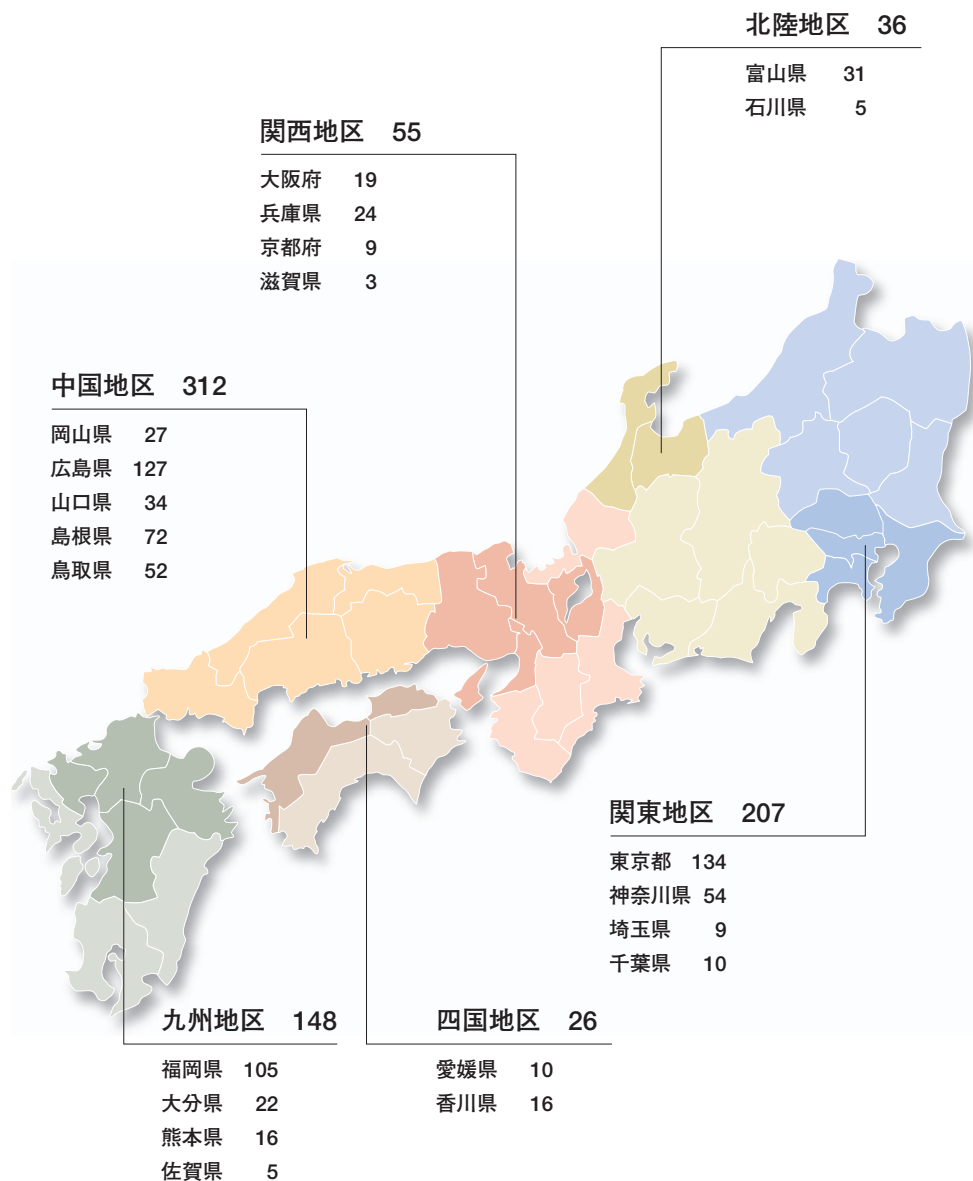 北陸地区 36
富山県 31
石川県 5
関西地区 55
大阪府 19
兵庫県 24
京都府 9
滋賀県 3
中国地区 312
岡山県 27
広島県 127
山口県 34
島根県 72
鳥取県 52
関東地区 207
東京都 134
神奈川県 54
埼玉県 9
千葉県 10
九州地区 148
福岡県 105
大分県 22
熊本県 16
佐賀県 5
四国地区 26
愛媛県 10
香川県 16